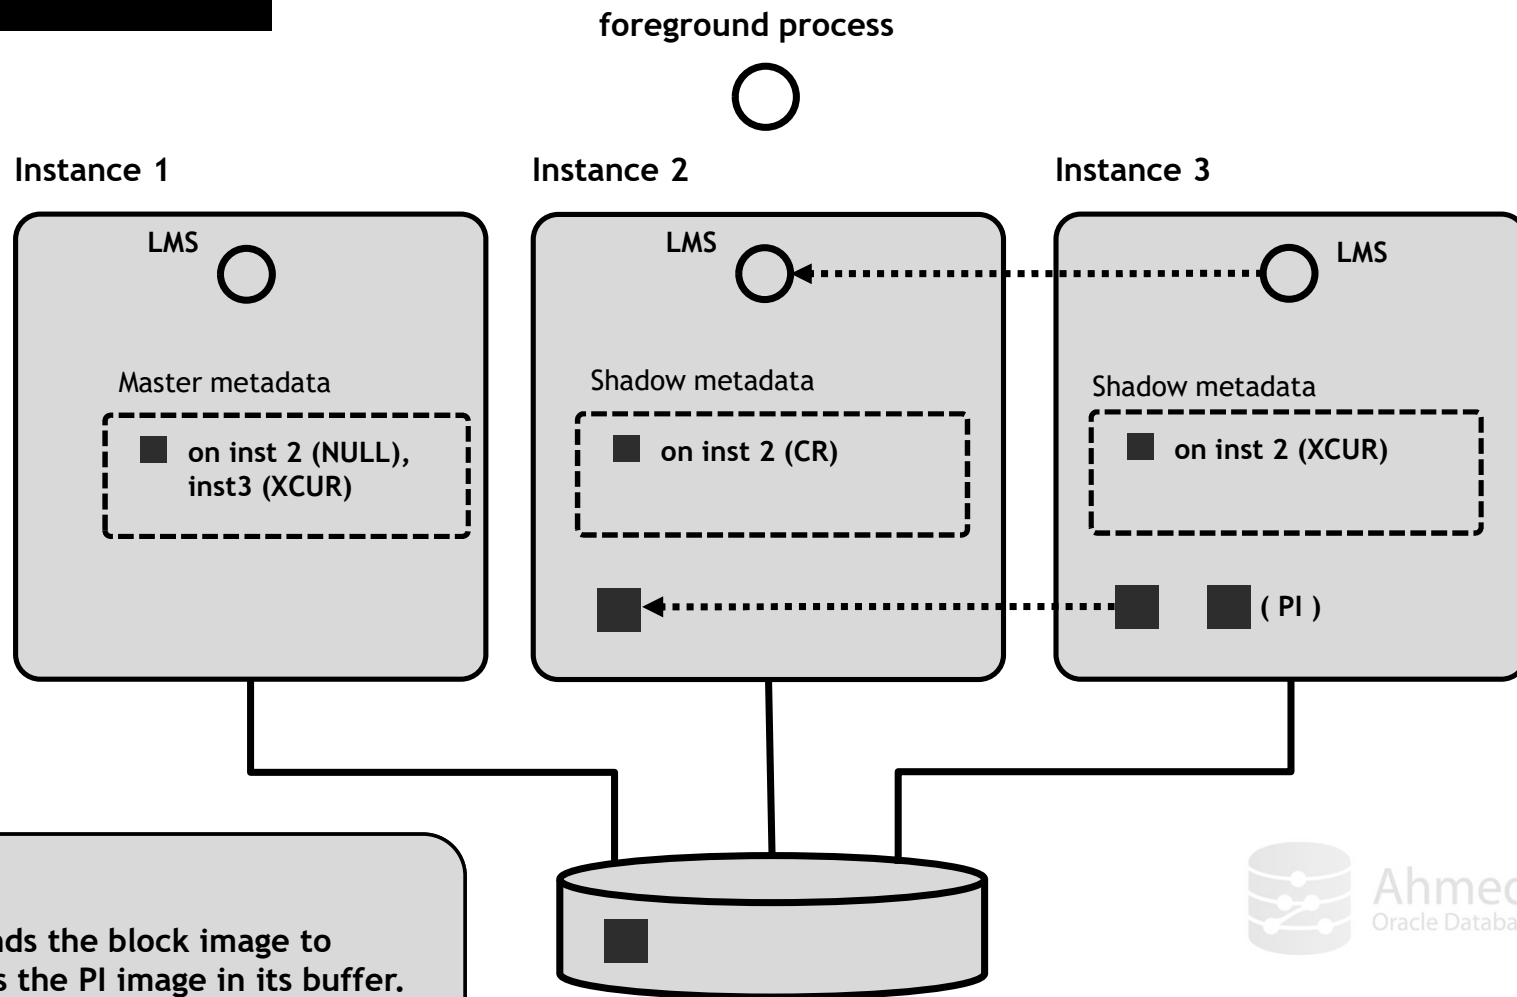 foreground process
Instance 1
Instance 2
Instance 3
LMS
LMS
LMS
Master metadata
on inst 2 (NULL),
inst3 (XCUR)
Shadow metadata
on inst 2 (CR)
Shadow metadata
on inst 2 (XCUR)
( PI )
the block image to
the PI image in its buffer.
Oracle